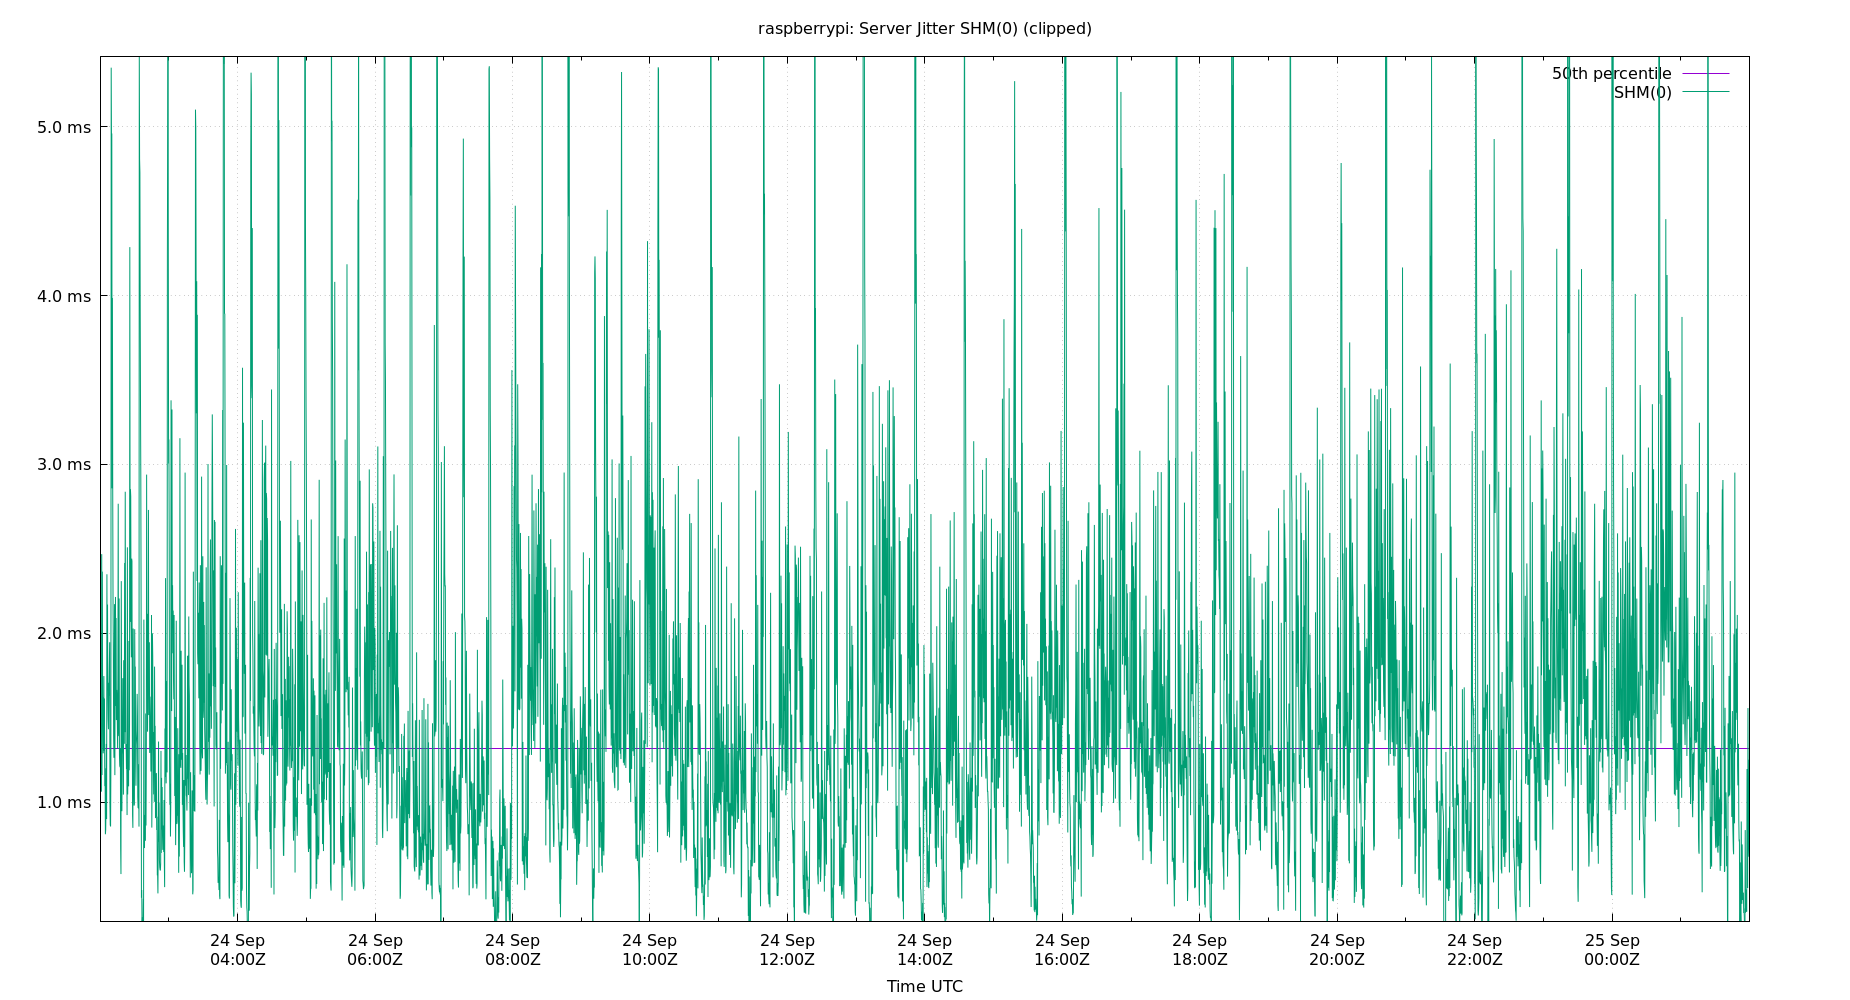 raspberrypi: Server Jitter SHM(0) (clipped)
50th percentile
SHM(0)
5.0 ms
4.0 ms
3.0 ms
2.0 ms
1.0 ms
24 Sep 24 Sep 24 Sep 24 Sep 24 Sep 24 Sep 24 Sep 24 Sep 24 Sep 24 Sep 25 Sep
04:00Z 06:00Z 08:00Z 10:00Z 12:00Z 14:00Z 16:00Z 18:00Z 20:00Z 22:00Z 00:00Z
Time UTC